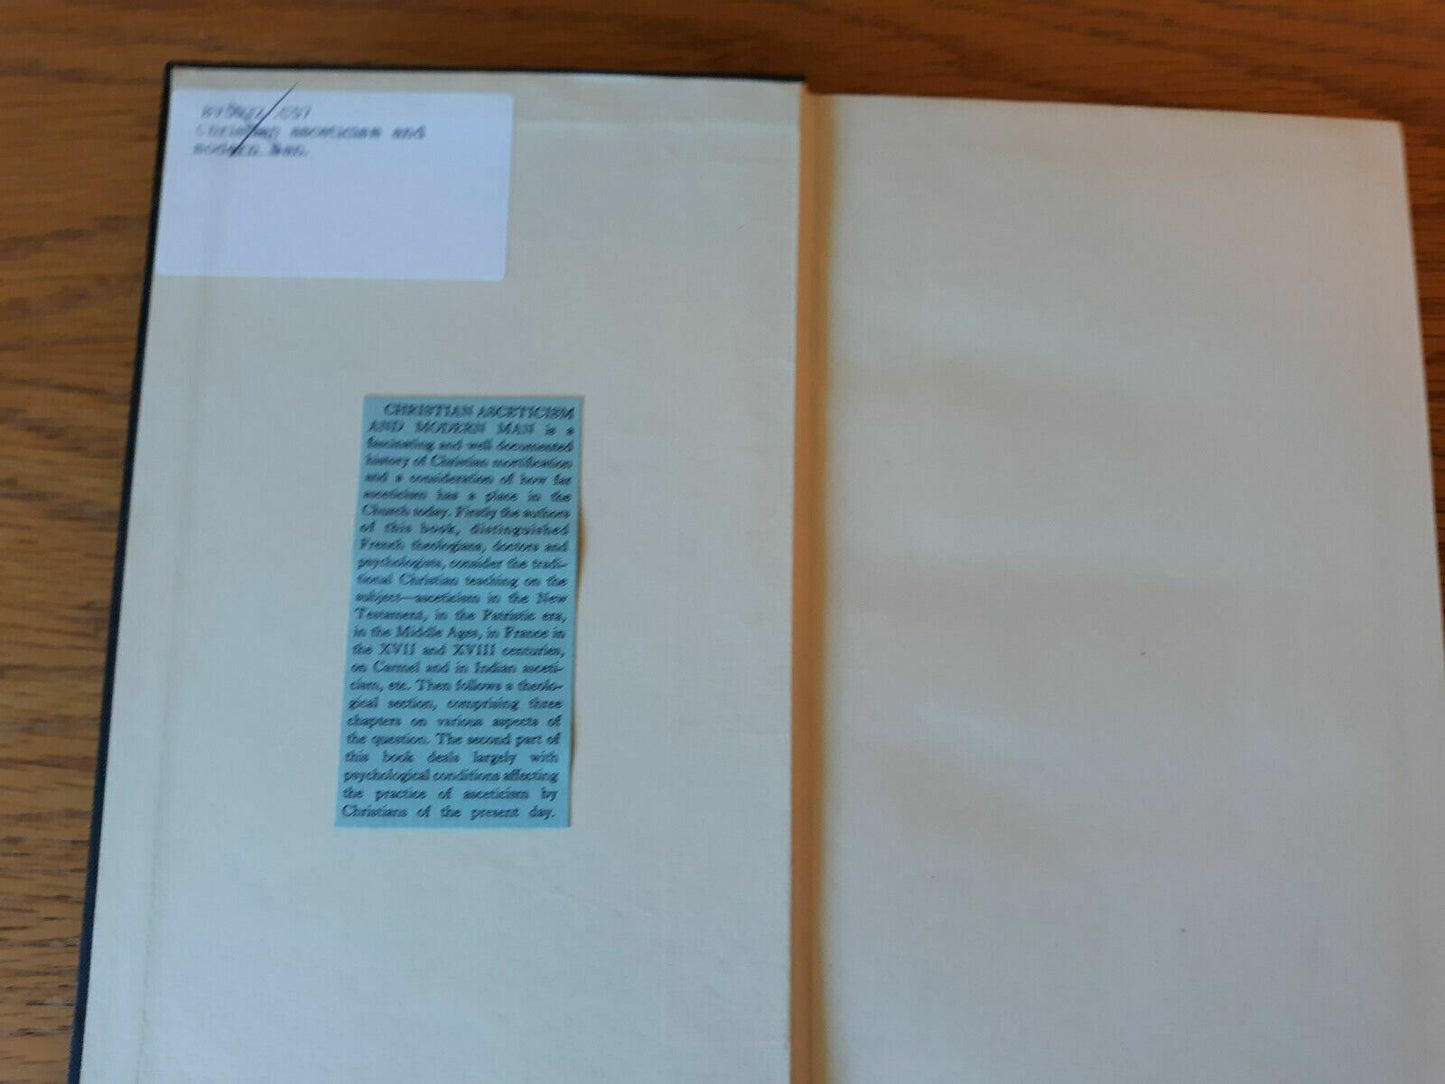 Christian asceticism and
modern man.
CHRISTIAN ASCETICISM
AND MODERN MAN is a
fascinating and well documented
history of Christian mortification
and a consideration of how far
asceticism has a place in the
Church today. Firstly the authors
of this book, distinguished
French theologians, doctors and
psychologists, consider the tradi-
tional Christian teaching on the
subject—asceticism in the New
Testament, in the Patristic era,
in the Middle Ages, in France in
the XVII and XVIII centuries,
on Carmel and in Indian asceti-
cism, etc. Then follows a theolo-
gical section, comprising three
chapters on various aspects of
the question. The second part of
this book deals largely with
psychological conditions affecting
the practice of asceticism by
Christians of the present day.